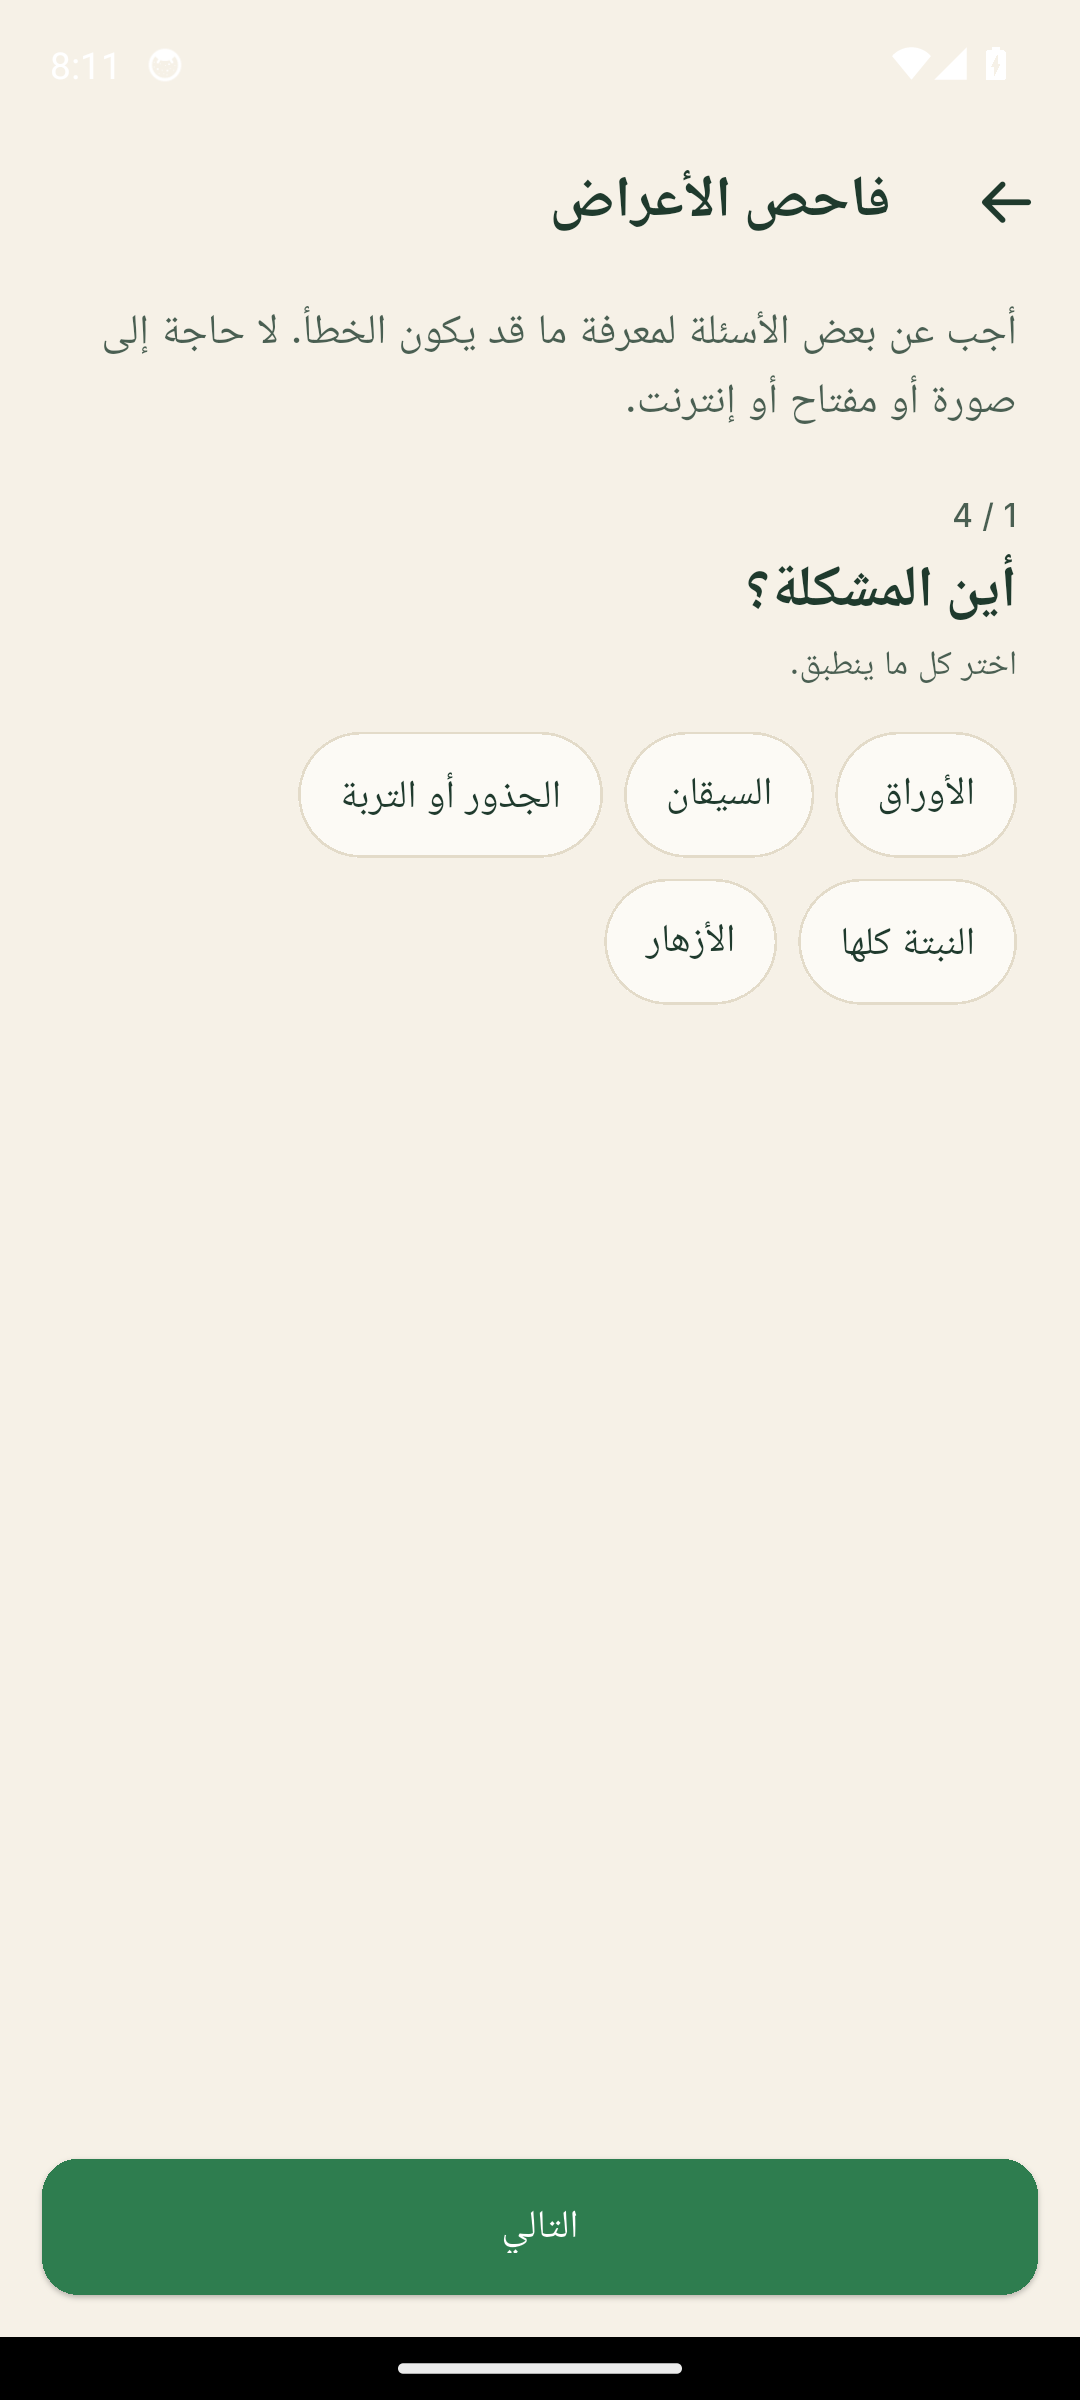 8:11
فاحص الأعراض
أجب عن بعض الأسئلة لمعرفة ما قد يكون الخطأ. لا حاجة إلى
صورة أو مفتاح أو إنترنت.
1 / 4
أين المشكلة؟
اختر كل ما ينطبق.
الأوراق السيقان الجذور أو التربة
النبتة كلها الأزهار
التالي